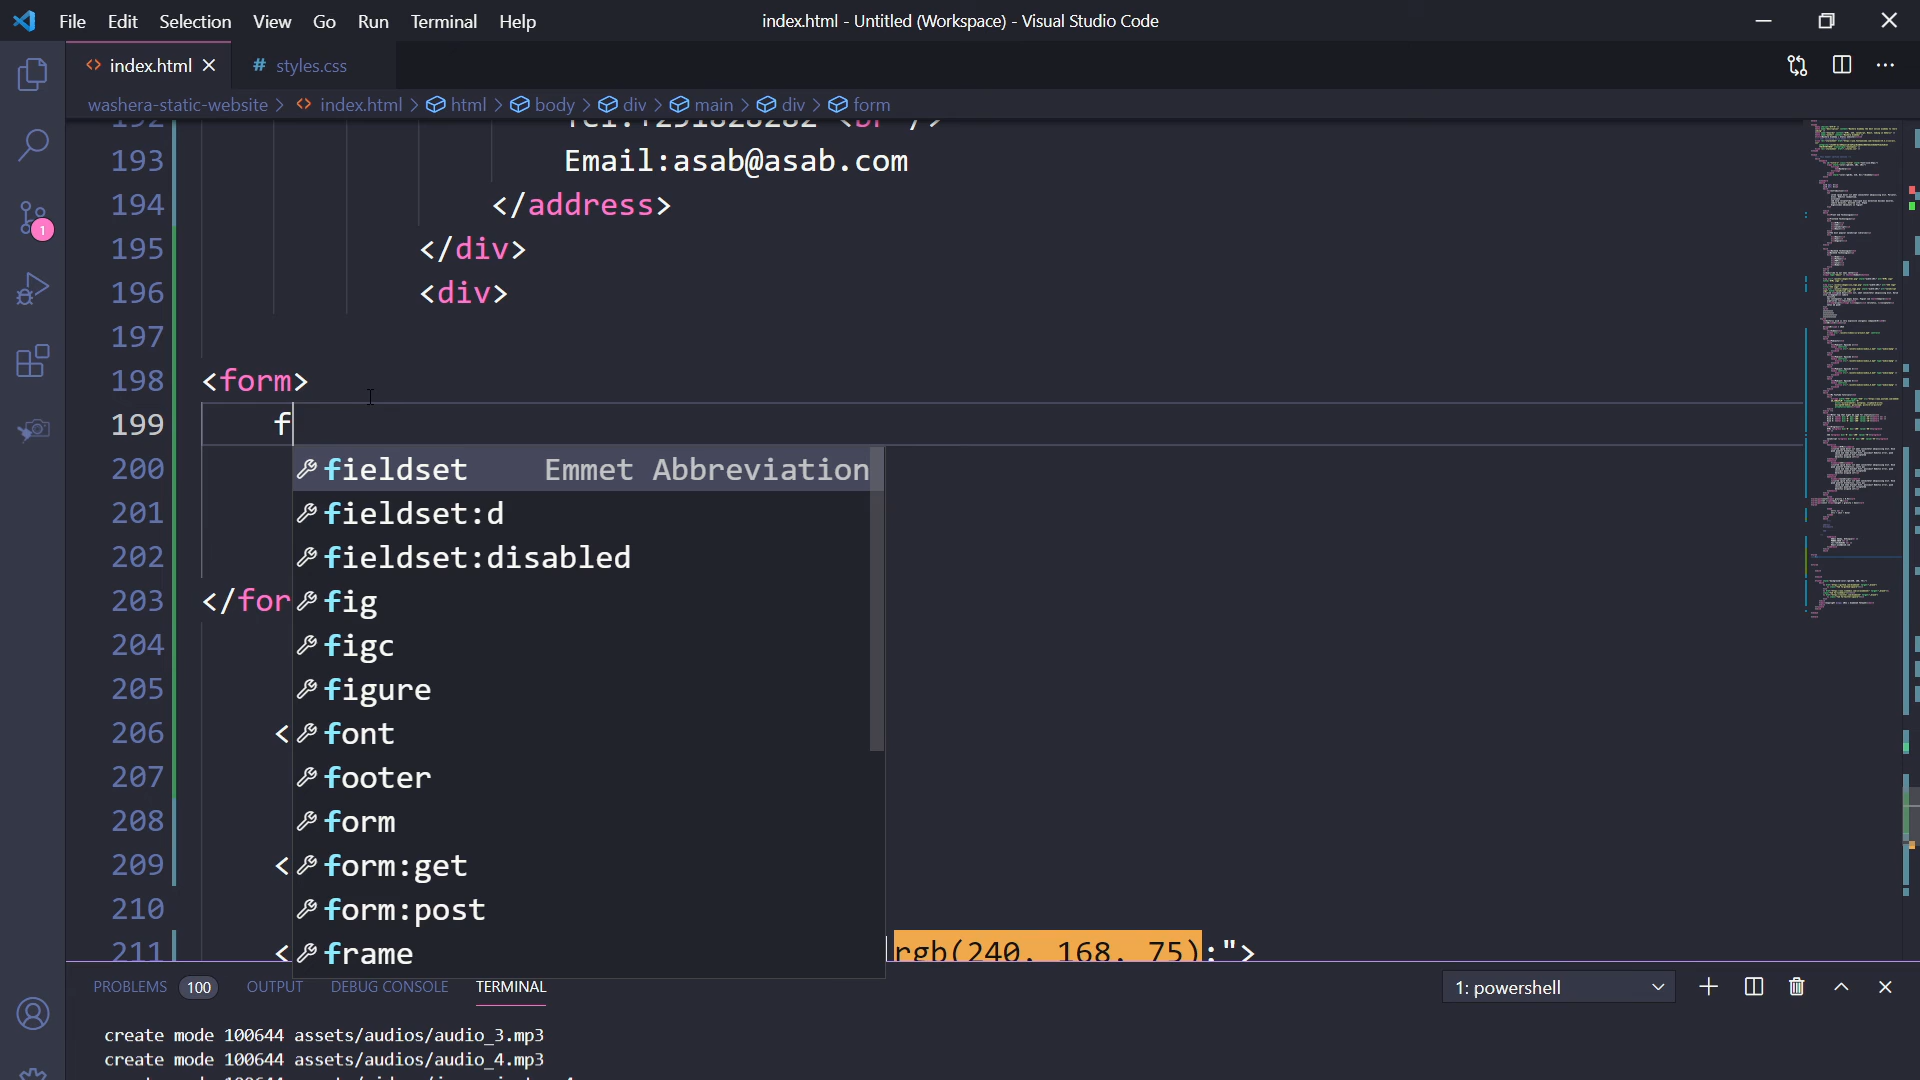 File Edit Selection View Go Run Terminal Help
index.html - Untitled (Workspace) - Visual Studio Code
<> index.html # styles.css
washera-static-website > <> index.html > html > body > div > main > div > form
192
193 Email:asab@asab.com
194 </address>
195 </div>
196 <div>
197
198 <form>
199 f
200 fieldset Emmet Abbreviation
201 fieldset:d
202 fieldset:disabled
203 </for fig
204 figc
205 figure
206 < font
207 footer
208 form
209 < form:get
210 form:post
211 < frame rgb(240, 168, 75);">
1
PROBLEMS 100 OUTPUT DEBUG CONSOLE TERMINAL 1: powershell
create mode 100644 assets/audios/audio_3.mp3
create mode 100644 assets/audios/audio_4.mp3